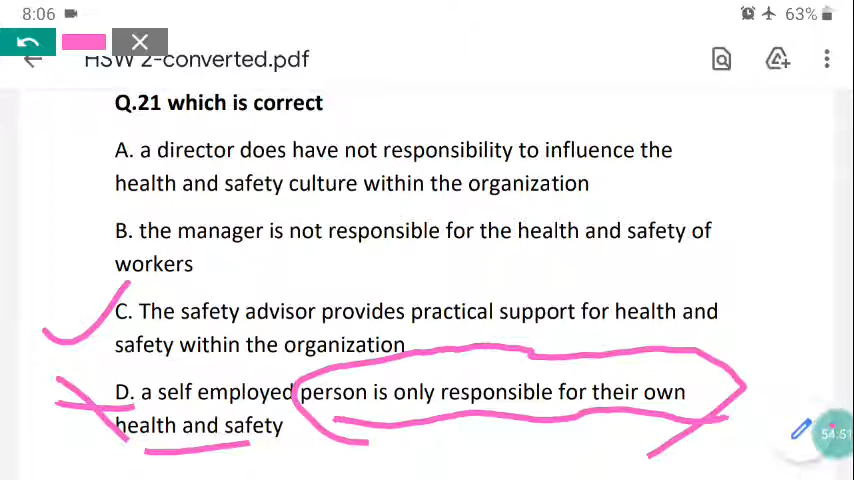 8:06
63%
HSW 2-converted.pdf
Q.21 which is correct
A. a director does have not responsibility to influence the
health and safety culture within the organization
B. the manager is not responsible for the health and safety of
workers
C. The safety advisor provides practical support for health and
safety within the organization
D. a self employed person is only responsible for their own
health and safety
54:51